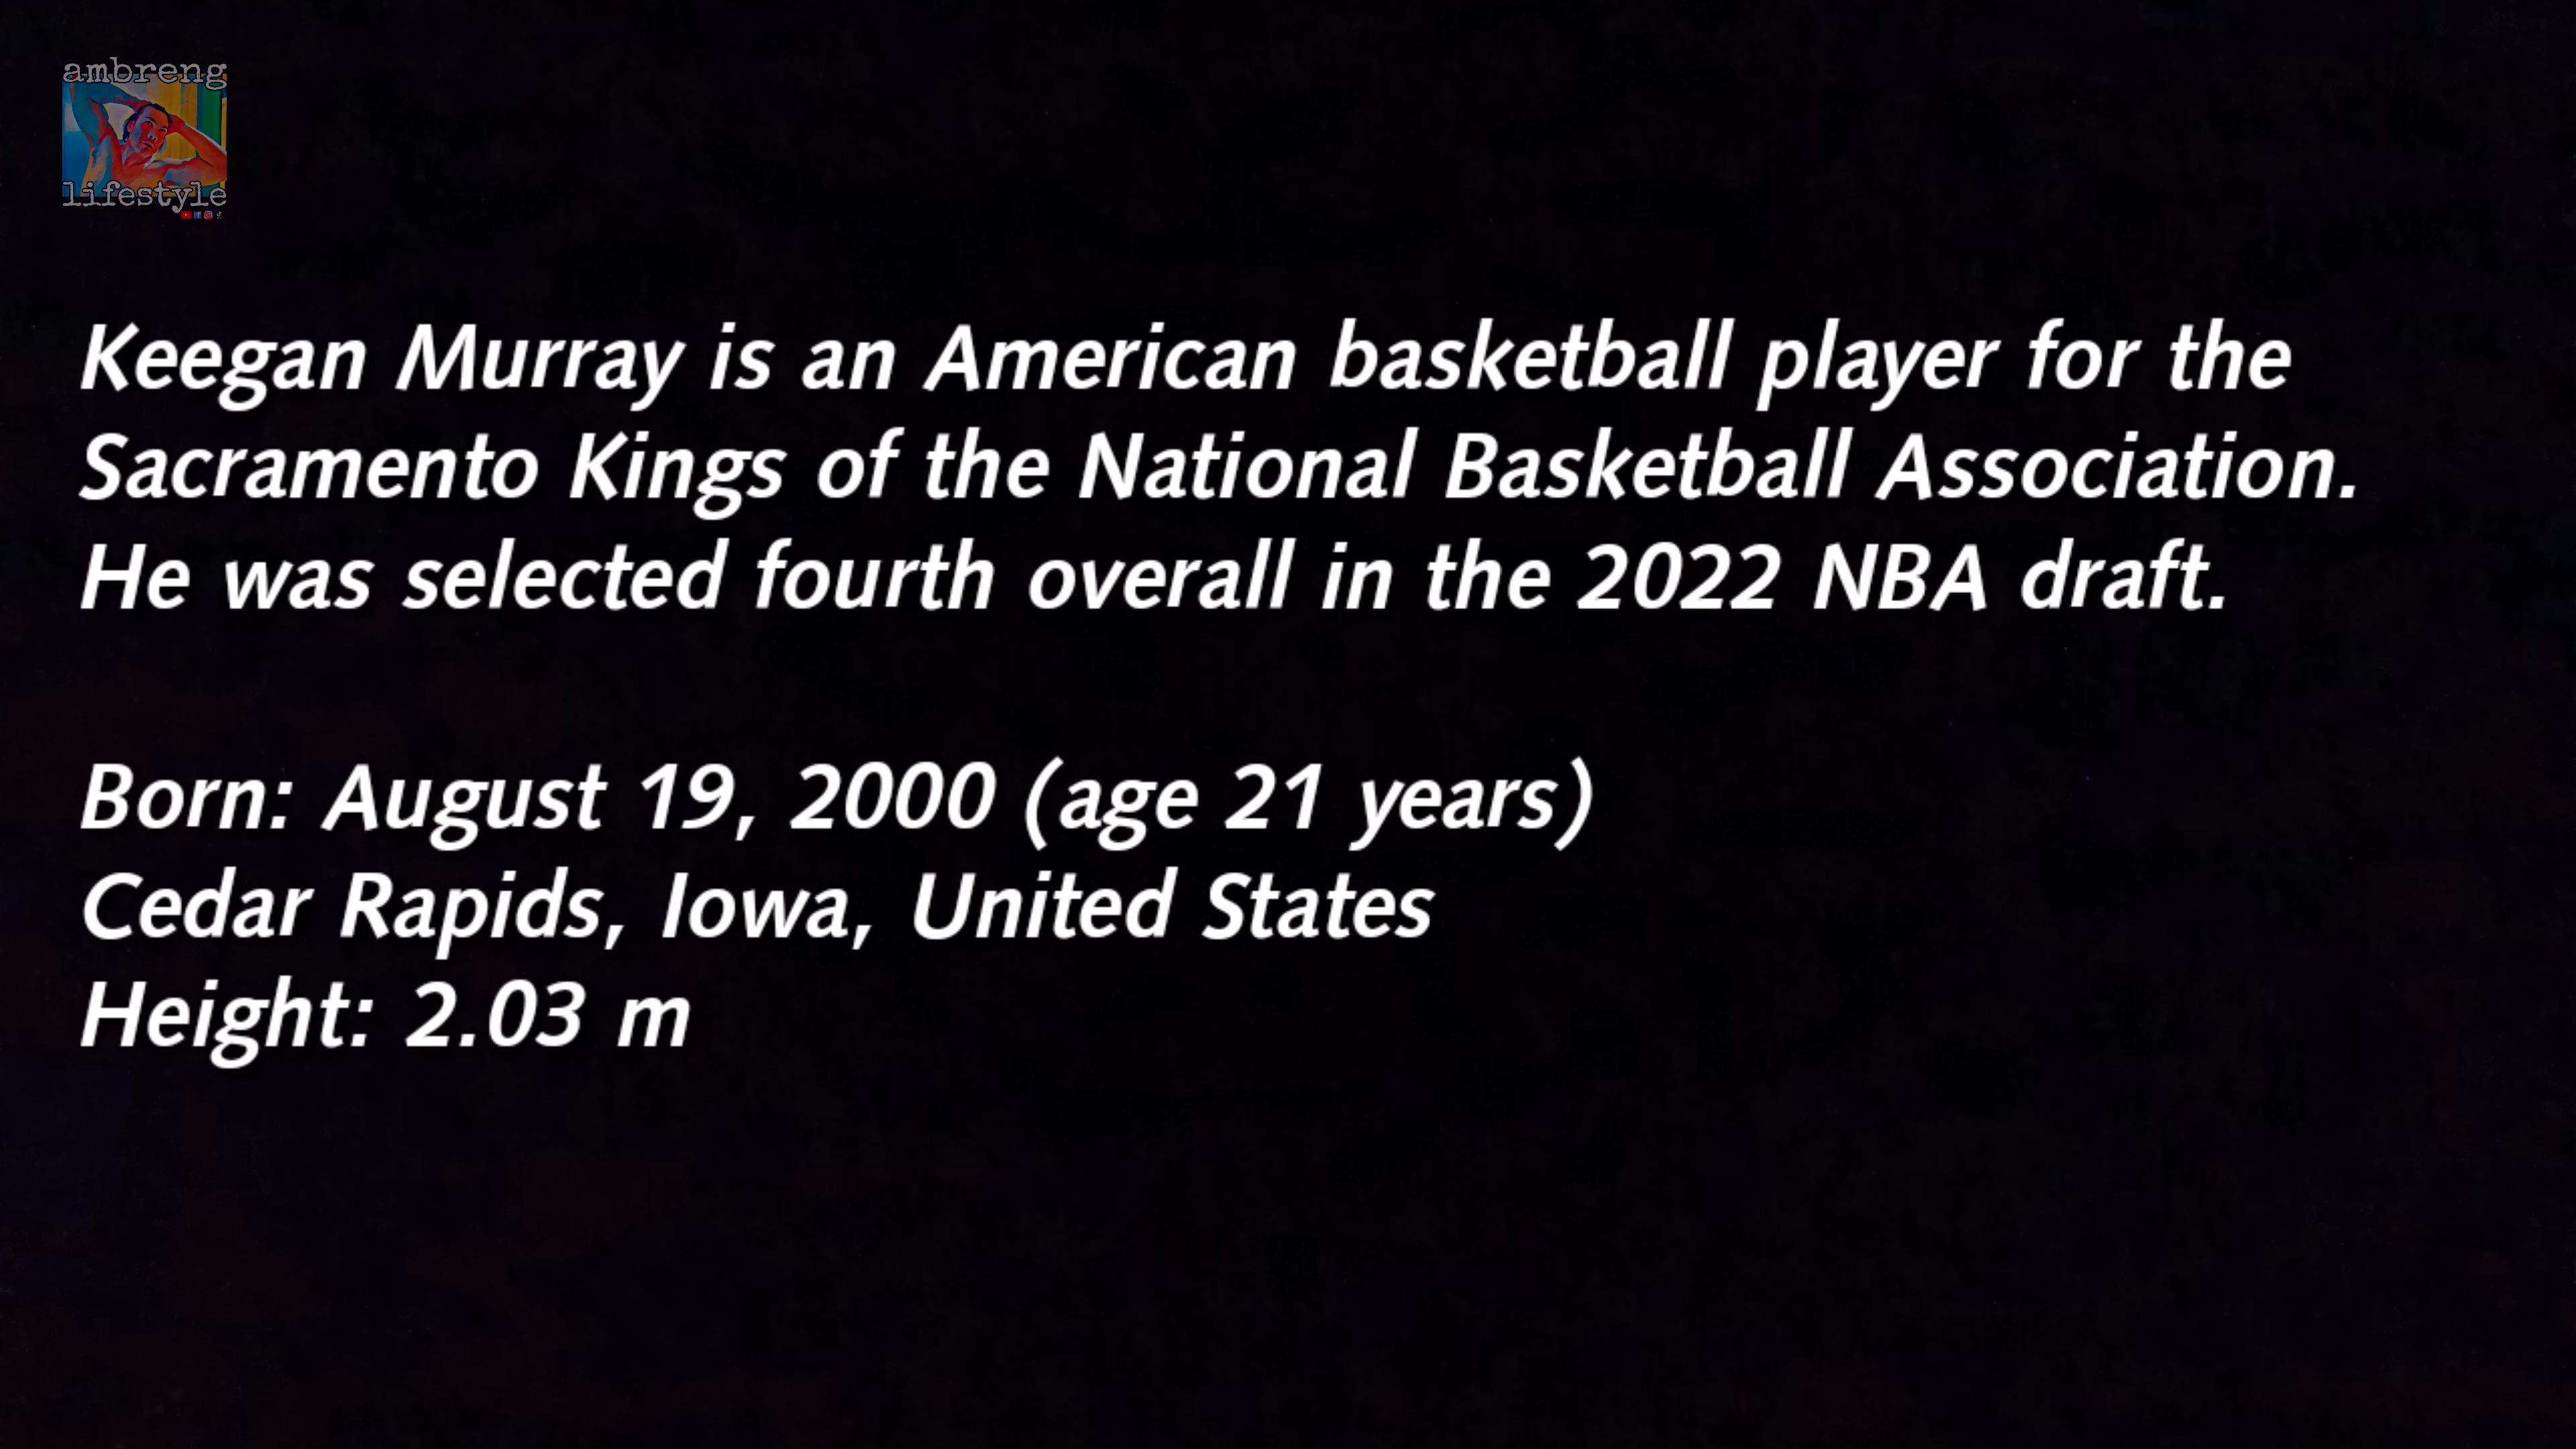 ambreng
lifestyle
Keegan Murray is an American basketball player for the
Sacramento Kings of the National Basketball Association.
He was selected fourth overall in the 2022 NBA draft.
Born: August 19, 2000 (age 21 years)
Cedar Rapids, Iowa, United States
Height: 2.03 m